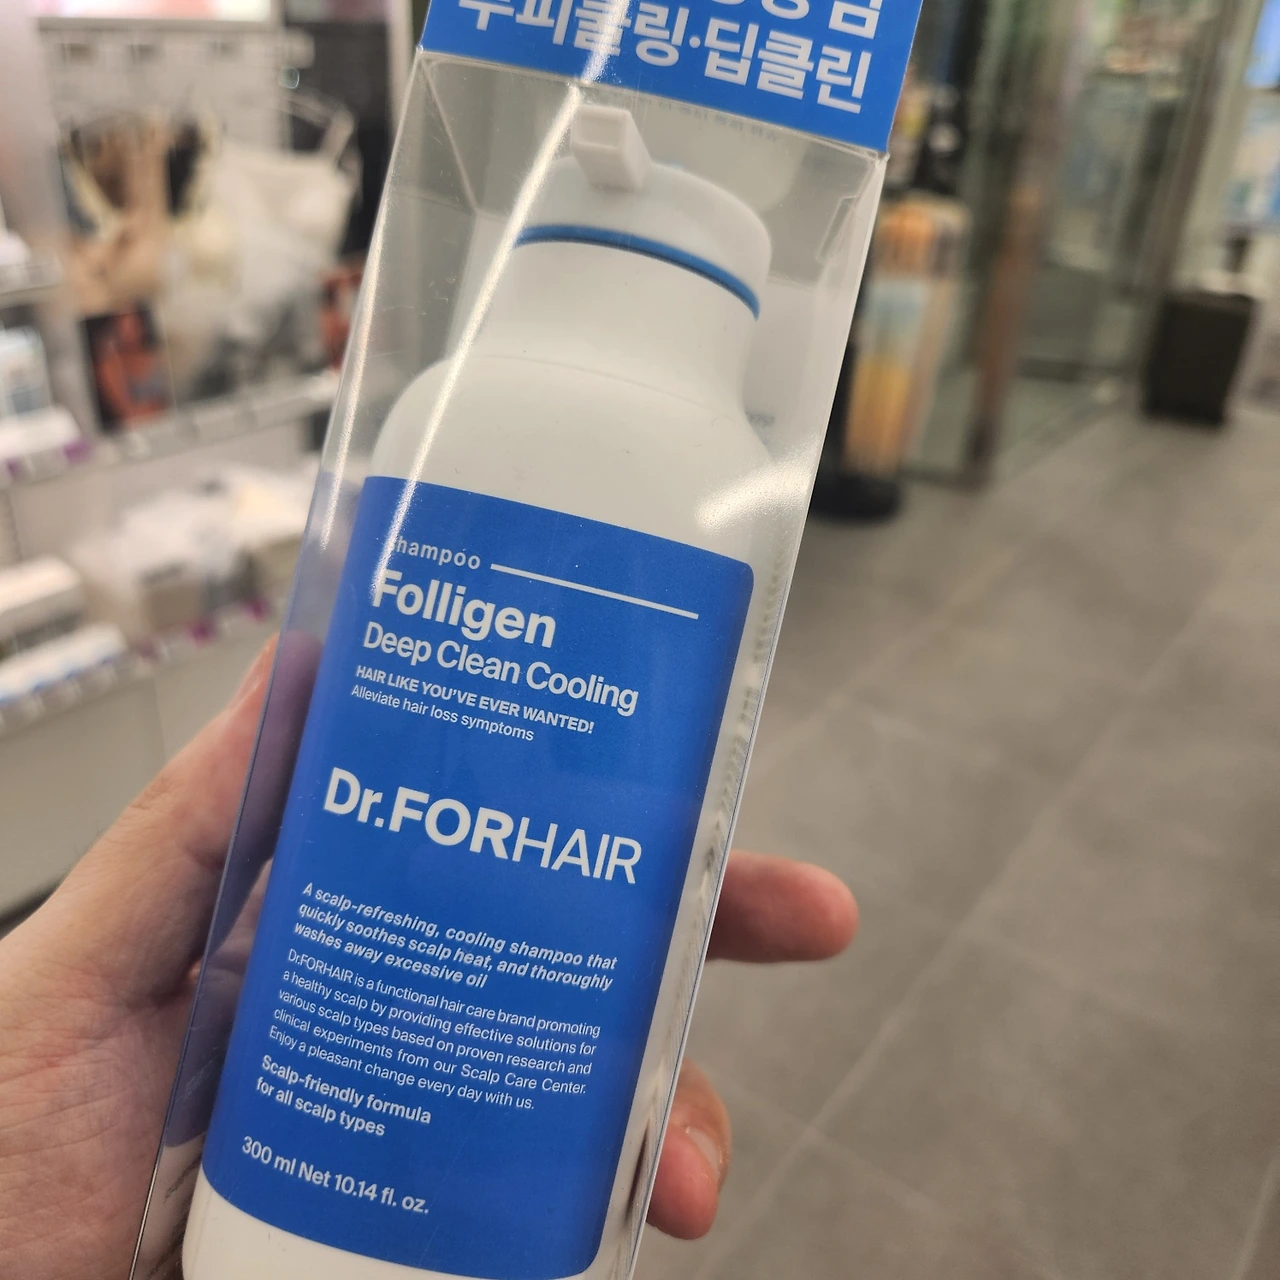 두피쿨링·딥클린
shampoo
Folligen
Deep Clean Cooling
HAIR LIKE YOU'VE EVER WANTED!
Alleviate hair loss symptoms
Dr.FORHAIR
A scalp-refreshing, cooling shampoo that
quickly soothes scalp heat, and thoroughly
washes away excessive oil
Dr.FORHAIR is a functional hair care brand promoting
a healthy scalp by providing effective solutions for
various scalp types based on proven research and
clinical experiments from our Scalp Care Center.
Enjoy a pleasant change every day with us.
Scalp-friendly formula
for all scalp types
300 ml Net 10.14 fl. oz.